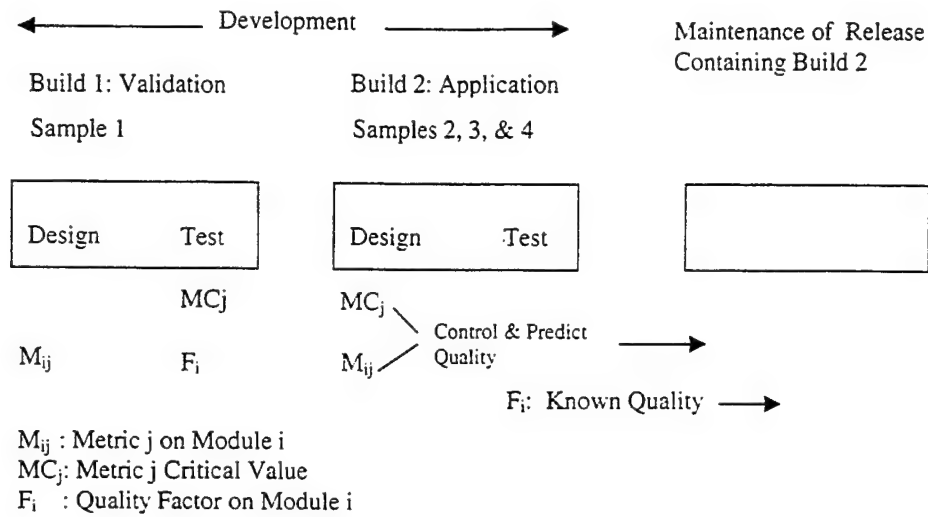 Development
Maintenance of Release
Containing Build 2
Build 1: Validation
Build 2: Application
Sample 1
Samples 2, 3, & 4
Design Test
Design Test
MCj
MCj
Control & Predict
Quality
Mij Fi
Mij
Fi: Known Quality
Mij : Metric j on Module i
MCj: Metric j Critical Value
Fi : Quality Factor on Module i